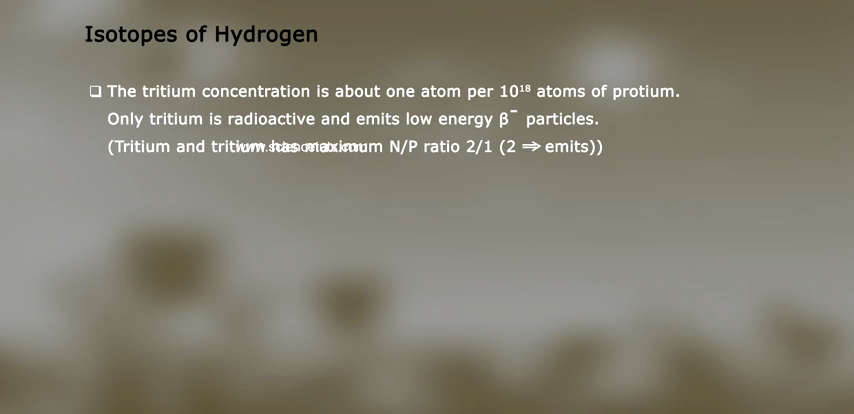 Isotopes of Hydrogen
❑ The tritium concentration is about one atom per 10¹⁸ atoms of protium.
Only tritium is radioactive and emits low energy β⁻ particles.
(Tritium and tritium has maximum N/P ratio 2/1 (2 ⇒ emits))